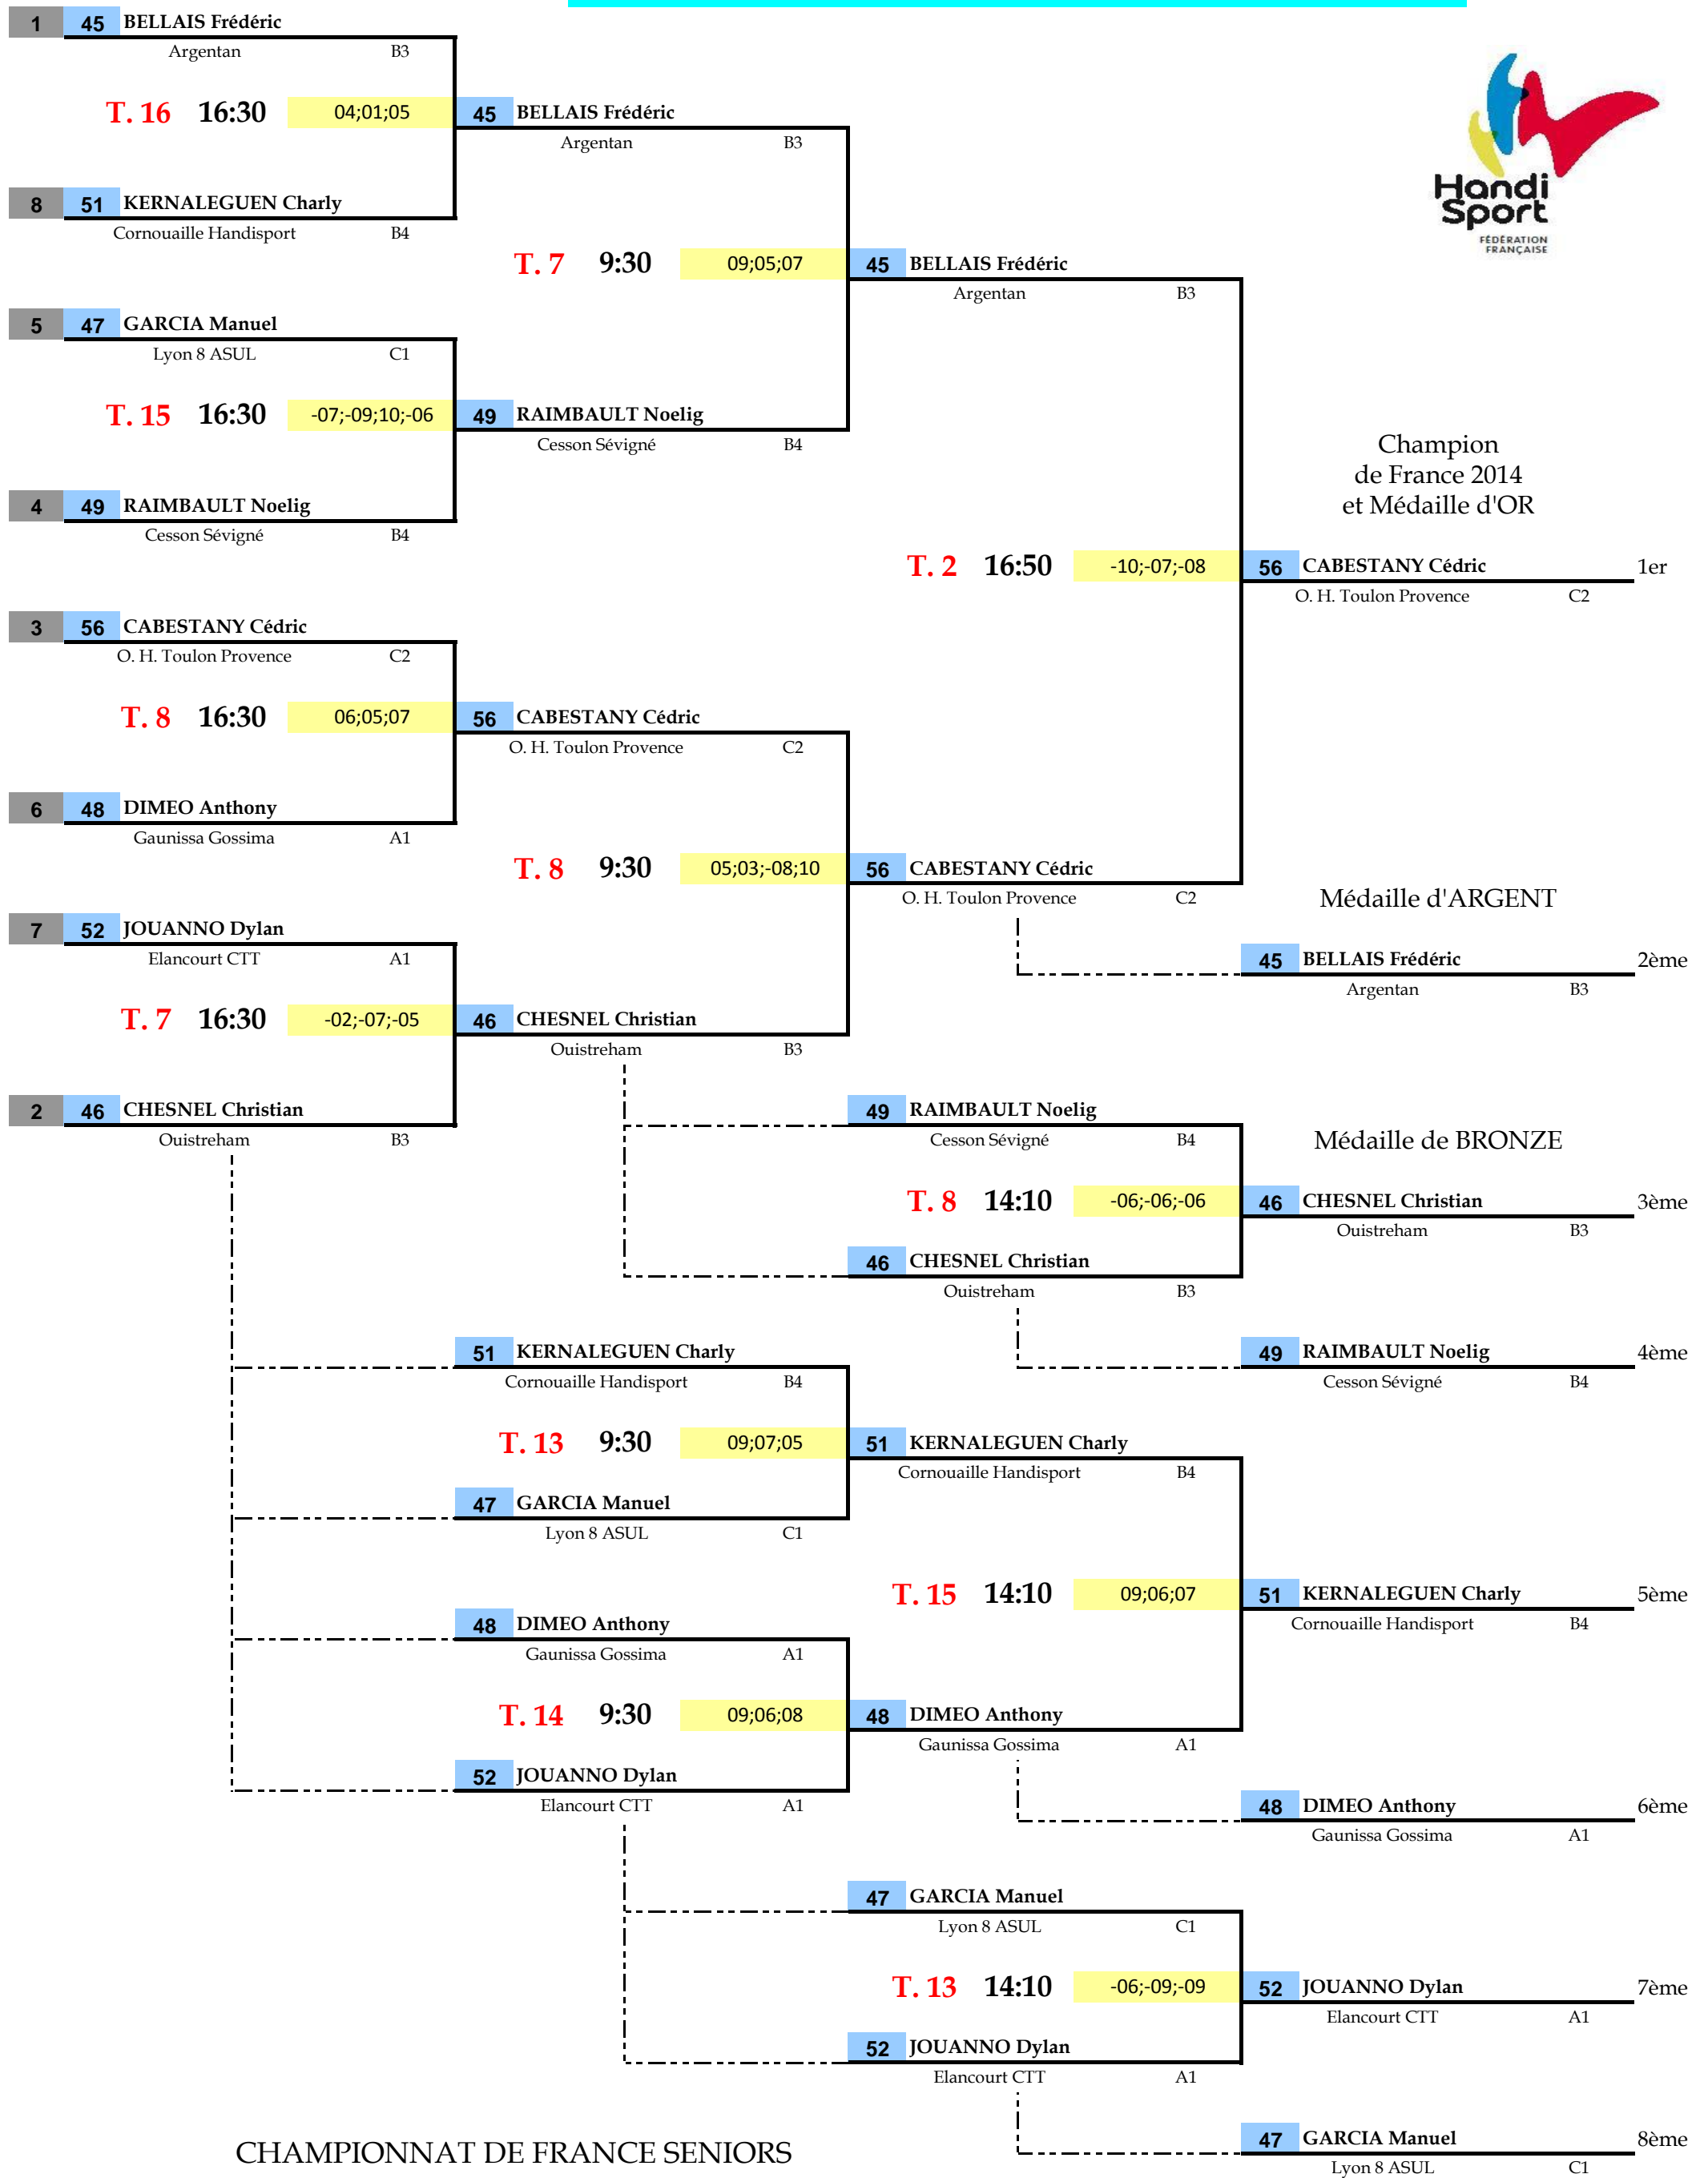 1 45 BELLAIS Frédéric
Argentan B3
T. 16 16:30 04;01;05 45 BELLAIS Frédéric
Argentan B3
8 51 KERNALEGUEN Charly
Cornouaille Handisport B4
Handi
Sport
FÉDÉRATION
FRANÇAISE
T. 7 9:30 09;05;07 45 BELLAIS Frédéric
Argentan B3
5 47 GARCIA Manuel
Lyon 8 ASUL C1
T. 15 16:30 -07;-09;10;-06 49 RAIMBAULT Noelig
Cesson Sévigné B4
Champion
de France 2014
et Médaille d'OR
4 49 RAIMBAULT Noelig
Cesson Sévigné B4
T. 2 16:50 -10;-07;-08 56 CABESTANY Cédric 1er
O. H. Toulon Provence C2
3 56 CABESTANY Cédric
O. H. Toulon Provence C2
T. 8 16:30 06;05;07 56 CABESTANY Cédric
O. H. Toulon Provence C2
6 48 DIMEO Anthony
Gaunissa Gossima A1
T. 8 9:30 05;03;-08;10 56 CABESTANY Cédric
O. H. Toulon Provence C2
Médaille d'ARGENT
7 52 JOUANNO Dylan
Elancourt CTT A1
45 BELLAIS Frédéric 2ème
Argentan B3
T. 7 16:30 -02;-07;-05 46 CHESNEL Christian
Ouistreham B3
2 46 CHESNEL Christian
Ouistreham B3
49 RAIMBAULT Noelig
Cesson Sévigné B4
Médaille de BRONZE
T. 8 14:10 -06;-06;-06 46 CHESNEL Christian 3ème
Ouistreham B3
46 CHESNEL Christian
Ouistreham B3
51 KERNALEGUEN Charly
Cornouaille Handisport B4
49 RAIMBAULT Noelig 4ème
Cesson Sévigné B4
T. 13 9:30 09;07;05 51 KERNALEGUEN Charly
Cornouaille Handisport B4
47 GARCIA Manuel
Lyon 8 ASUL C1
T. 15 14:10 09;06;07 51 KERNALEGUEN Charly 5ème
Cornouaille Handisport B4
48 DIMEO Anthony
Gaunissa Gossima A1
T. 14 9:30 09;06;08 48 DIMEO Anthony
Gaunissa Gossima A1
52 JOUANNO Dylan
Elancourt CTT A1
48 DIMEO Anthony 6ème
Gaunissa Gossima A1
47 GARCIA Manuel
Lyon 8 ASUL C1
T. 13 14:10 -06;-09;-09 52 JOUANNO Dylan 7ème
Elancourt CTT A1
52 JOUANNO Dylan
Elancourt CTT A1
CHAMPIONNAT DE FRANCE SENIORS
47 GARCIA Manuel 8ème
Lyon 8 ASUL C1